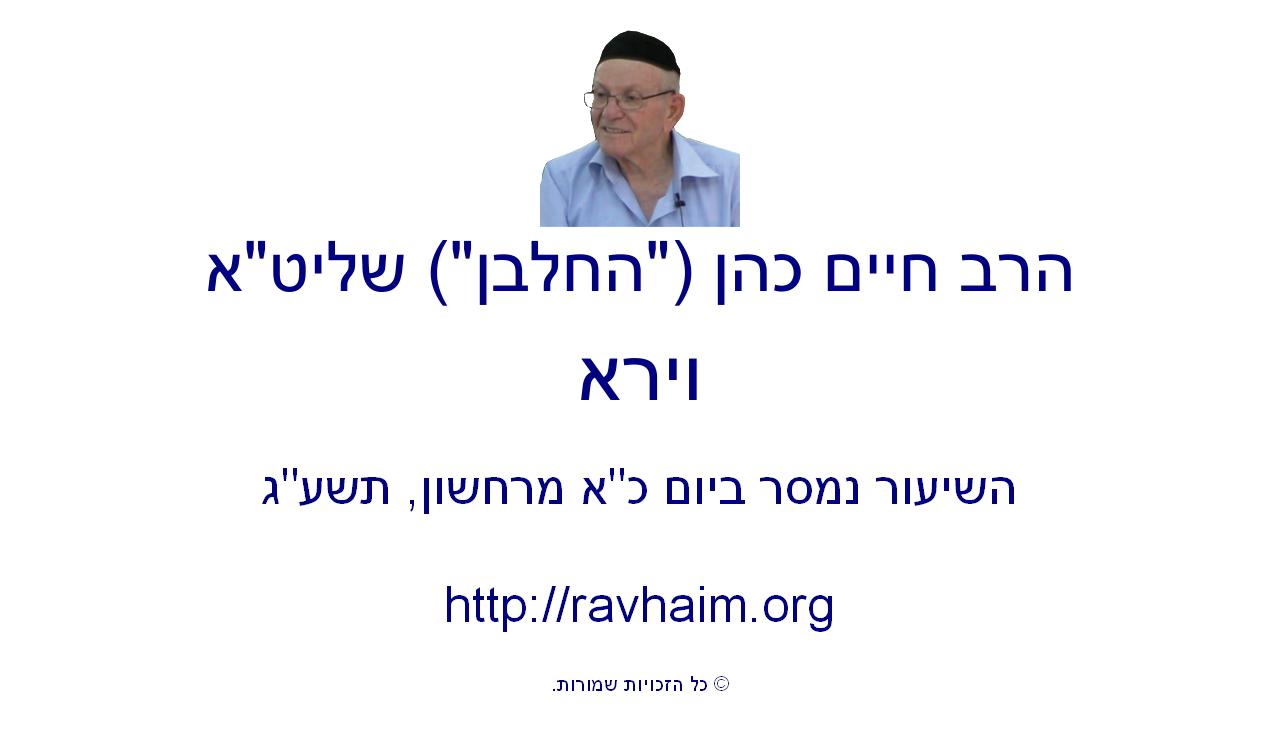 הרב חיים כהן ("החלבן") שליט"א
וירא
השיעור נמסר ביום כ''א מרחשון, תשע''ג
http://ravhaim.org
© כל הזכויות שמורות.